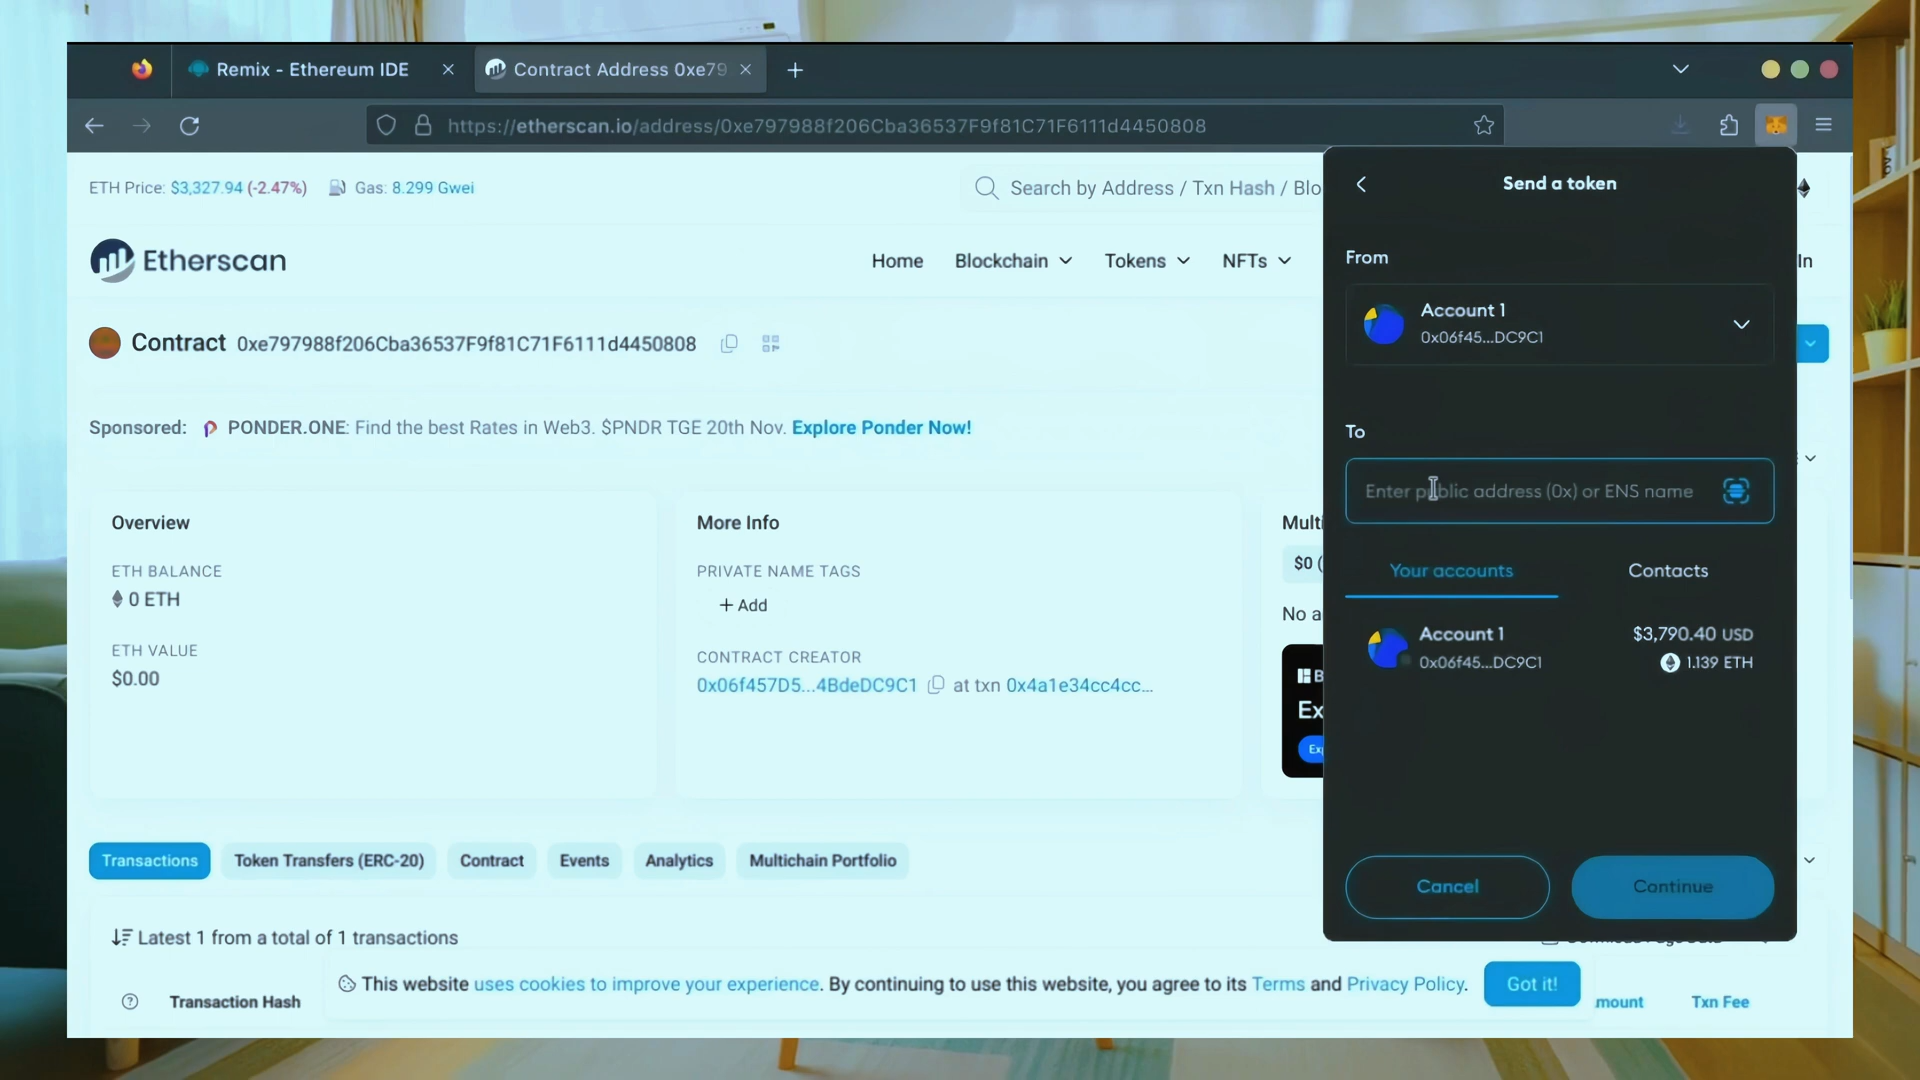 Remix - Ethereum IDE
Contract Address 0xe79
https://etherscan.io/address/0xe797988f206Cba36537F9f81C71F6111d4450808
ETH Price: $3,327.94 (-2.47%) Gas: 8.299 Gwei
Search by Address / Txn Hash / Blo
Etherscan
Home Blockchain Tokens NFTs In
Contract 0xe797988f206Cba36537F9f81C71F6111d4450808
Sponsored: PONDER.ONE: Find the best Rates in Web3. $PNDR TGE 20th Nov. Explore Ponder Now!
Overview
ETH BALANCE
0 ETH
ETH VALUE
$0.00
More Info
PRIVATE NAME TAGS
+ Add
CONTRACT CREATOR
0x06f457D5...4BdeDC9C1 at txn 0x4a1e34cc4cc...
Multi
$0 (
No a
B
Ex
Exp
Transactions
Token Transfers (ERC-20)
Contract
Events
Analytics
Multichain Portfolio
Latest 1 from a total of 1 transactions
This website uses cookies to improve your experience. By continuing to use this website, you agree to its Terms and Privacy Policy.
Got it!
Transaction Hash
mount
Txn Fee
Send a token
From
Account 1
0x06f45...DC9C1
To
Enter public address (0x) or ENS name
Your accounts
Contacts
Account 1
0x06f45...DC9C1
$3,790.40 USD
1.139 ETH
Cancel
Continue